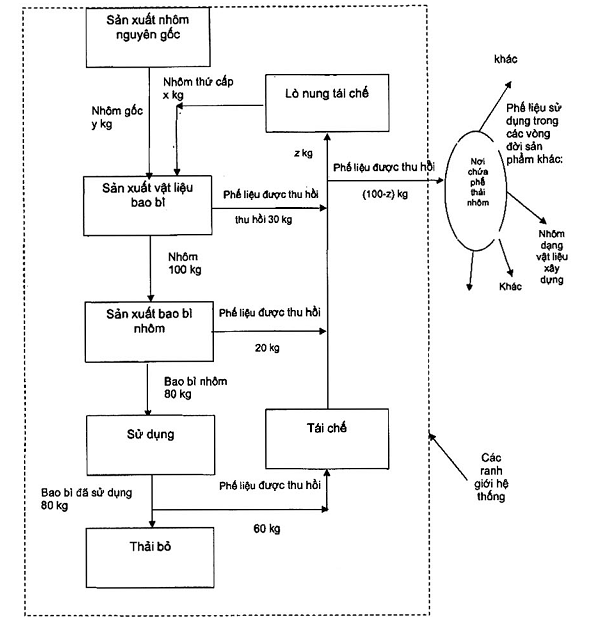 Sản xuất nhôm
nguyên gốc
khác
Nhôm thứ cấp
x kg
Lò nung tái chế
Nhôm gốc
y kg
Phế liệu sử
dụng trong
các vòng
đời sản
phẩm khác:
z kg
Phế liệu được thu hồi
(100-z) kg
Nơi
chứa
phế
thải
nhôm
Sản xuất vật liệu
bao bì
Phế liệu được thu hồi
thu hồi 30 kg
Nhôm
dạng
vật liệu
xây
dựng
Khác
Nhôm
100 kg
Sản xuất bao bì
nhôm
Phế liệu được thu hồi
20 kg
Bao bì nhôm
80 kg
Sử dụng
Tái chế
Các
ranh
giới hệ
thống
Bao bì đã sử dụng
80 kg
Phế liệu được thu hồi
60 kg
Thải bỏ